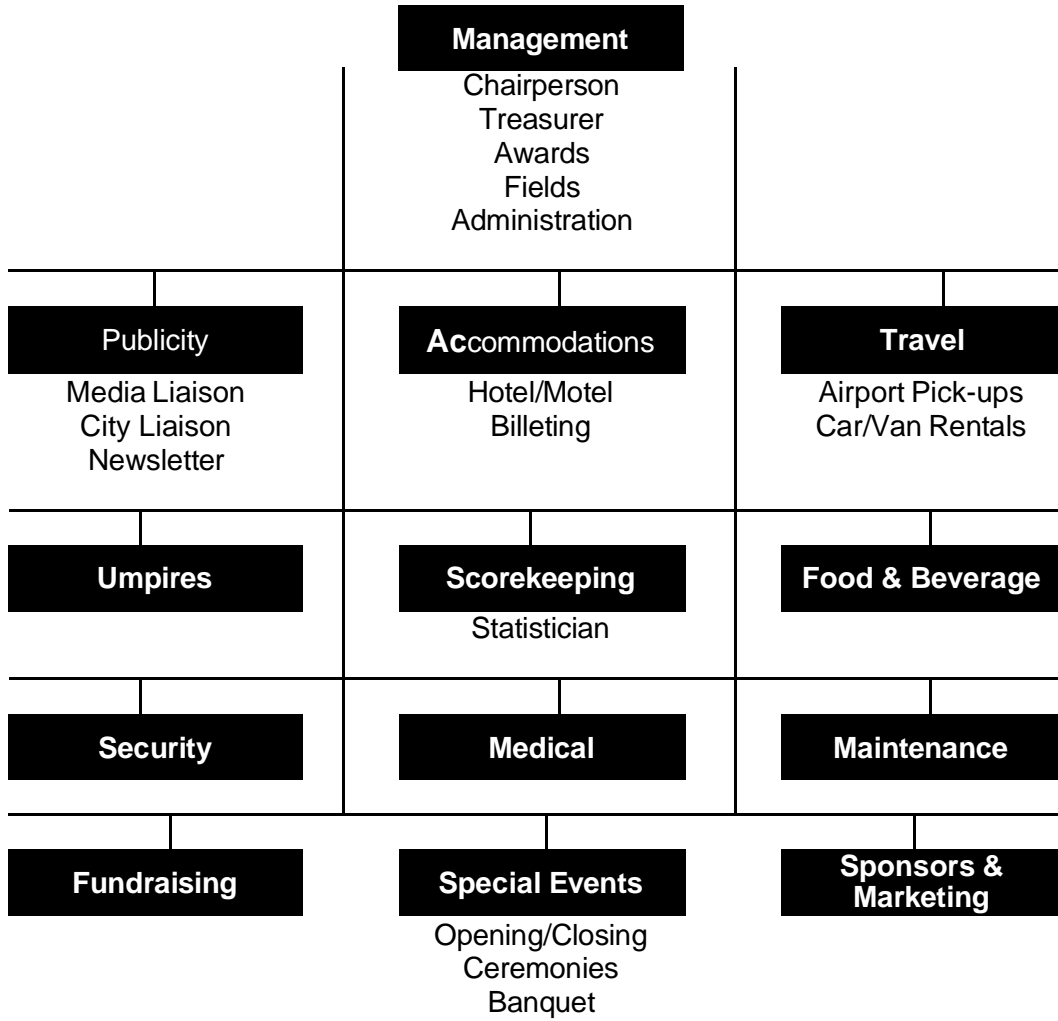 Management
Chairperson
Treasurer
Awards
Fields
Administration
Publicity
Media Liaison
City Liaison
Newsletter
Accommodations
Hotel/Motel
Billeting
Travel
Airport Pick-ups
Car/Van Rentals
Umpires
Scorekeeping
Statistician
Food & Beverage
Security
Medical
Maintenance
Fundraising
Special Events
Opening/Closing
Ceremonies
Banquet
Sponsors &
Marketing